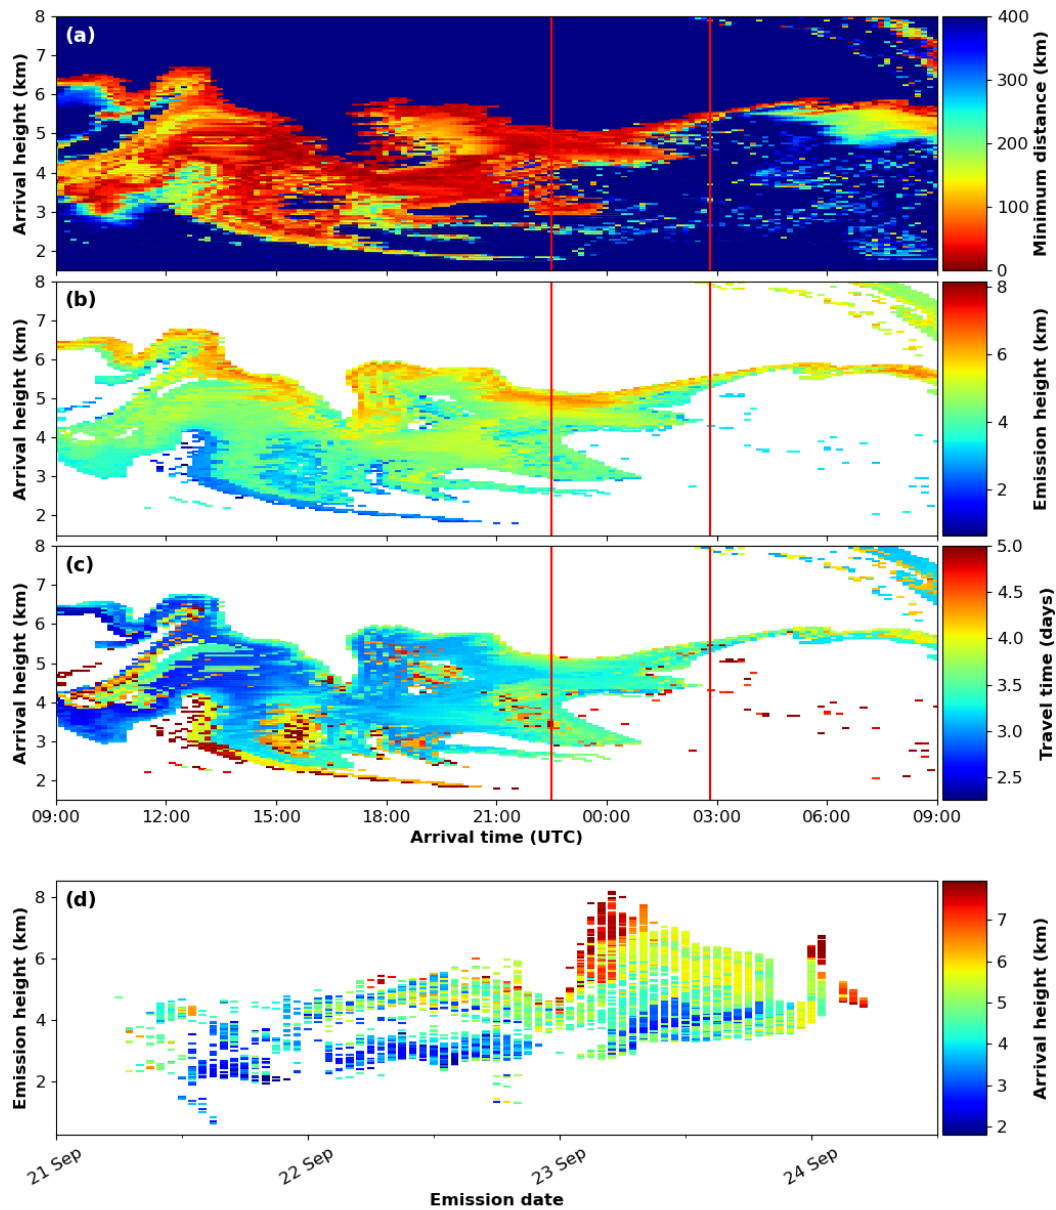 (a)
Arrival height (km)
8
7
6
5
4
3
2
400
300
200
100
0
Minimum distance (km)
(b)
Arrival height (km)
8
7
6
5
4
3
2
8
6
4
2
Emission height (km)
(c)
Arrival height (km)
8
7
6
5
4
3
2
5.0
4.5
4.0
3.5
3.0
2.5
Travel time (days)
09:00 12:00 15:00 18:00 21:00 00:00 03:00 06:00 09:00
Arrival time (UTC)
(d)
Emission height (km)
8
6
4
2
7
6
5
4
3
2
Arrival height (km)
21 Sep 22 Sep 23 Sep 24 Sep
Emission date